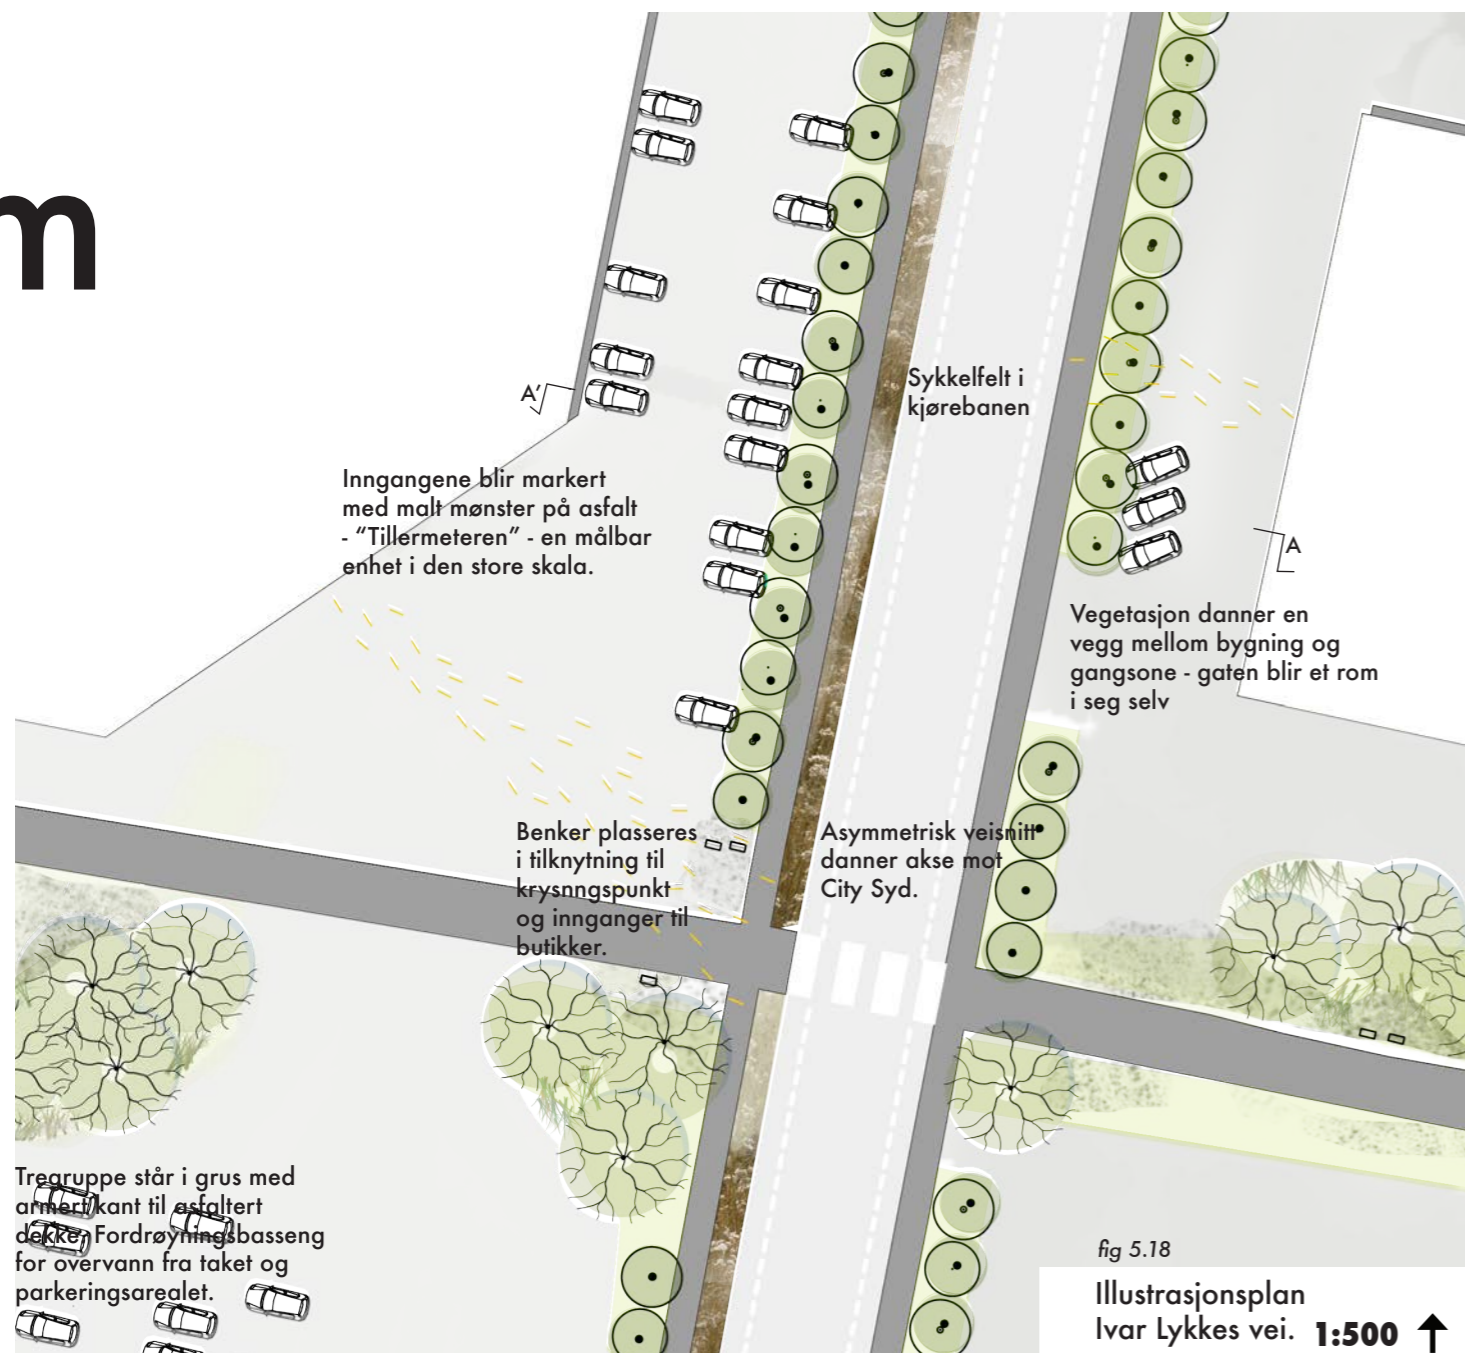 m
A'
Sykkelfelt i
kjørebanen
Inngangene blir markert
med malt mønster på asfalt
- “Tillermeteren” - en målbar
enhet i den store skala.
A
Vegetasjon danner en
vegg mellom bygning og
gangsone - gaten blir et rom
i seg selv
Benker plasseres
i tilknytning til
krysnngspunkt
og innganger til
butikker.
Asymmetrisk veisnitt
danner akse mot
City Syd.
Tregruppe står i grus med
armert kant til asfaltert
dekke. Fordrøyningsbasseng
for overvann fra taket og
parkeringsarealet.
fig 5.18
Illustrasjonsplan
Ivar Lykkes vei. 1:500